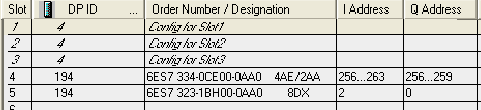 Slot DP ID ... Order Number / Designation I Address Q Address
1 4 Config for Slot1
2 4 Config for Slot2
3 4 Config for Slot3
4 194 6ES7 334-0CE00-0AA0 4AE/2AA 256...263 256...259
5 194 6ES7 323-1BH00-0AA0 8DX 2 0
6